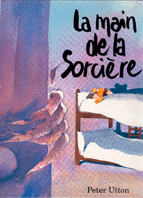 La main
de la
Sorcière
Peter Utton